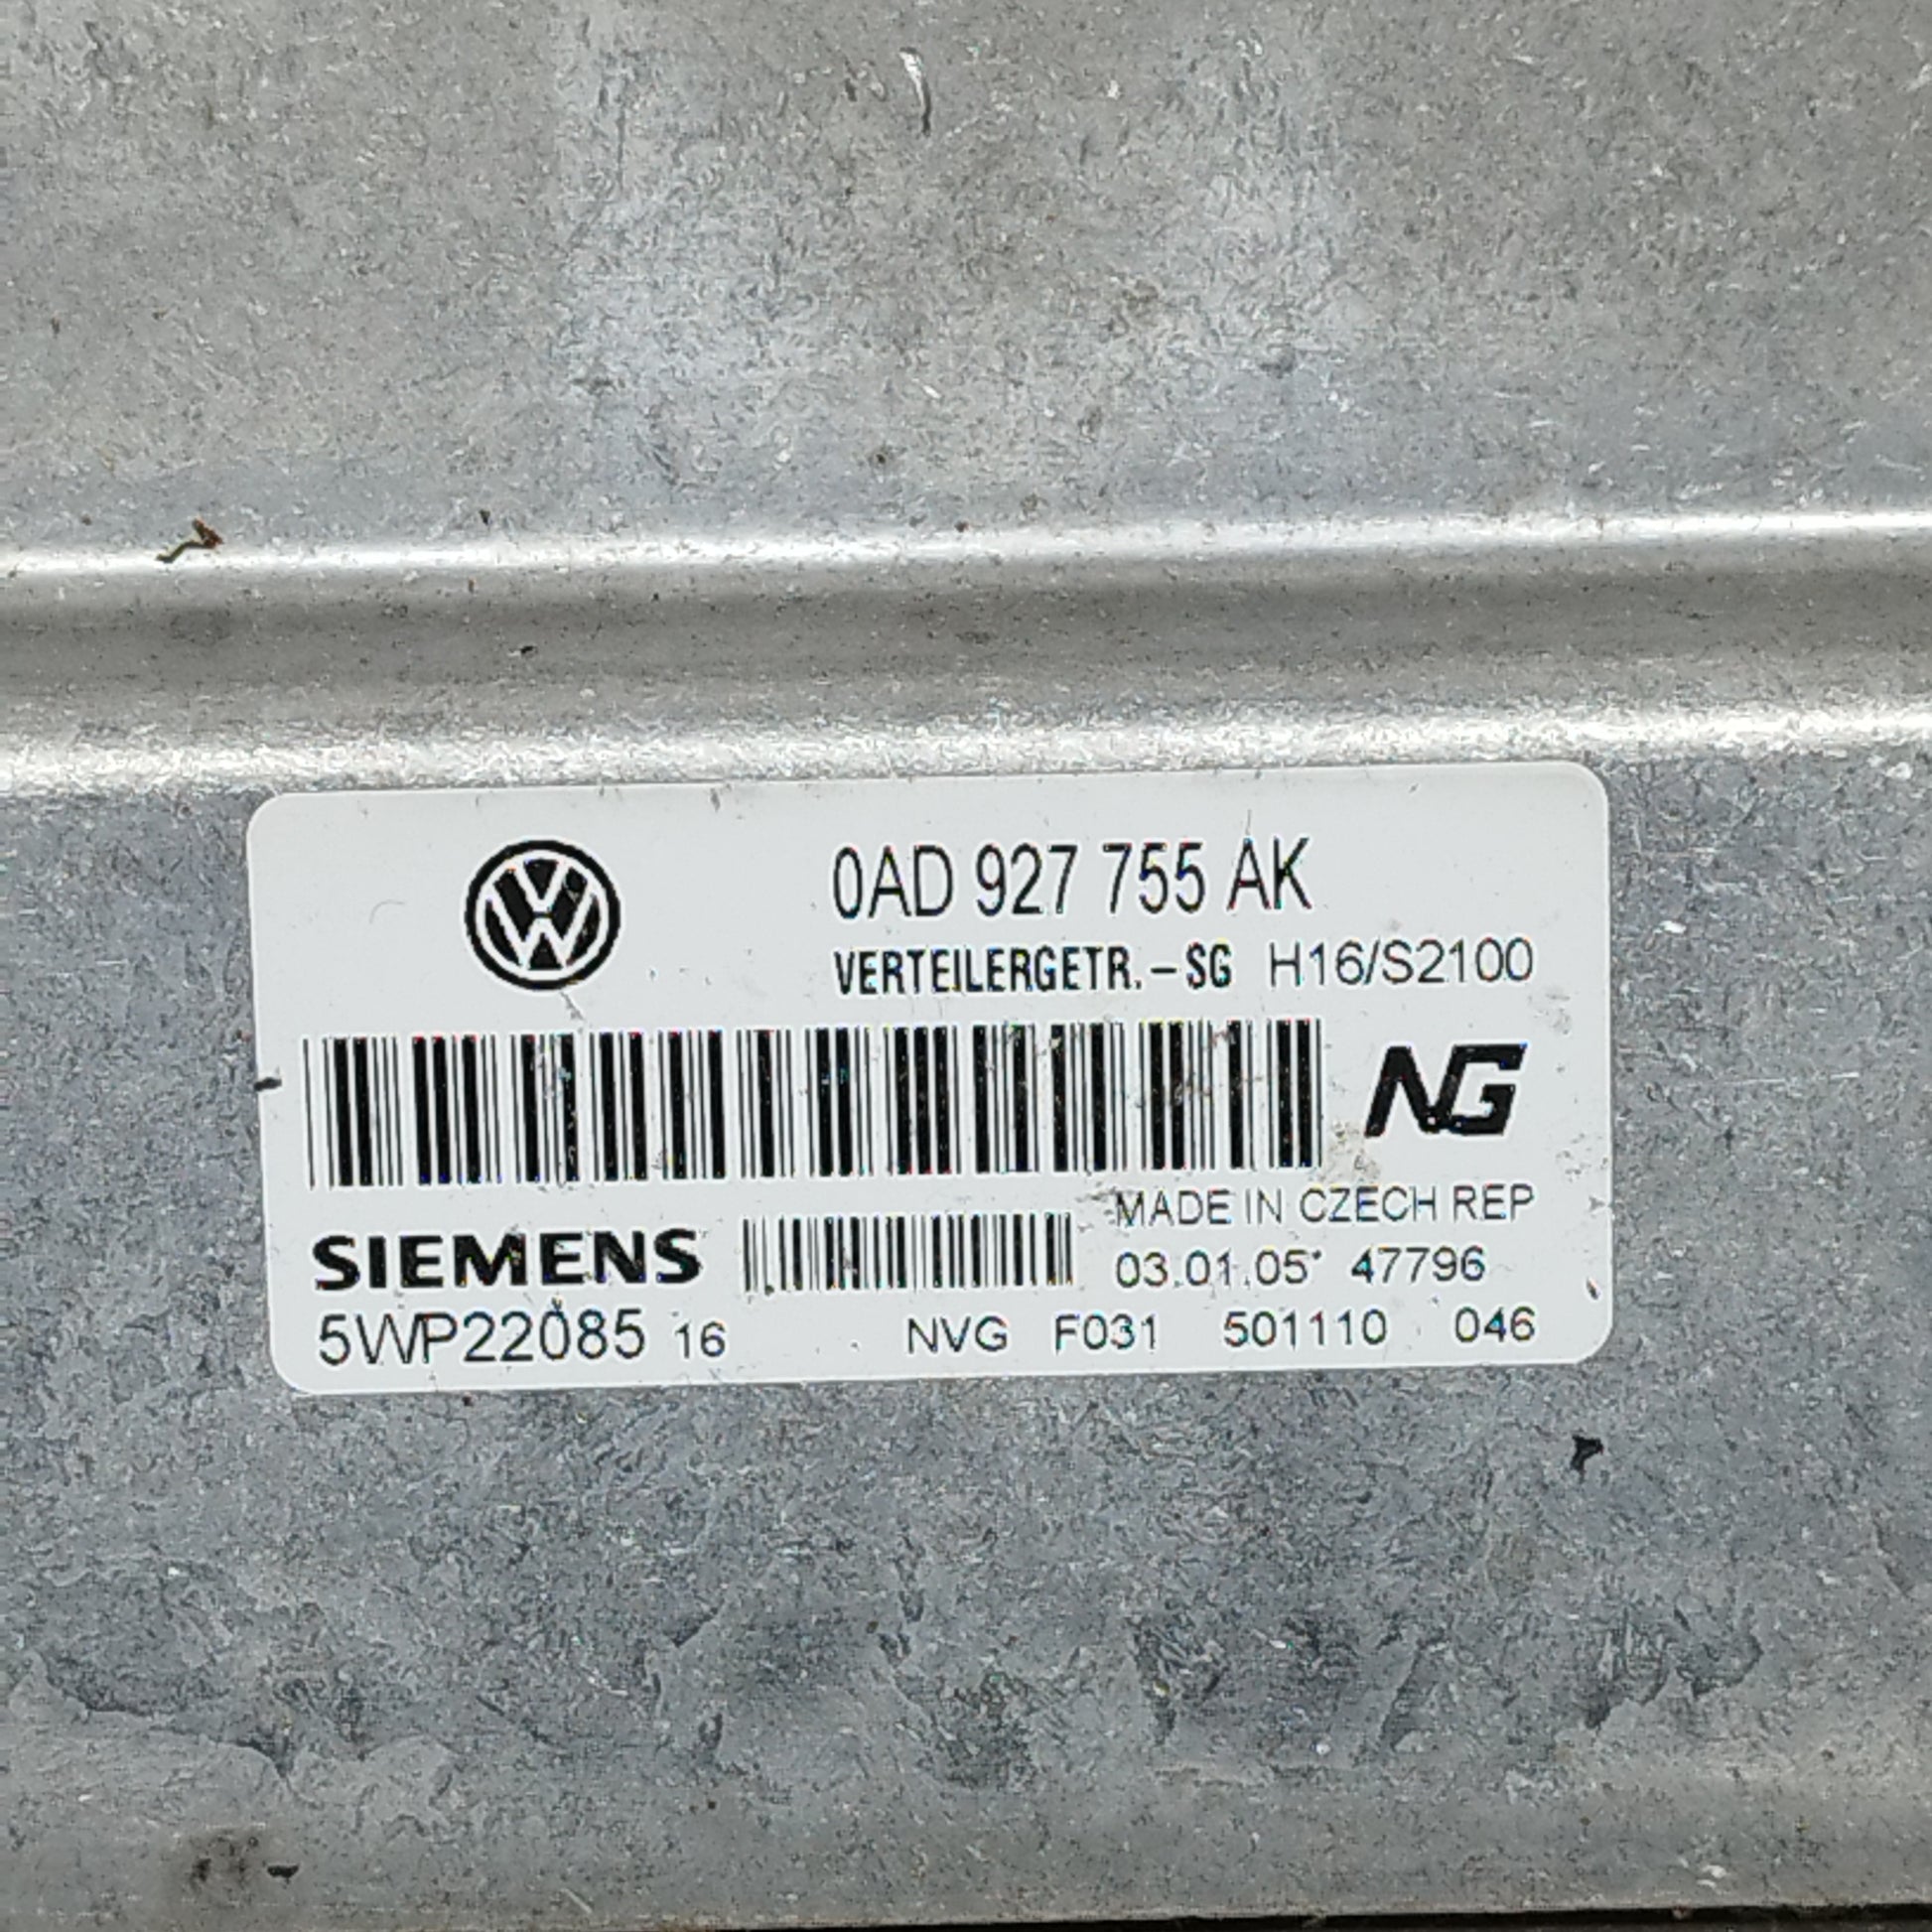 0AD 927 755 AK
VERTEILERGETR.-SG H16/S2100
NG
MADE IN CZECH REP
SIEMENS 03.01.05* 47796
5WP22085 16 NVG F031 501110 046